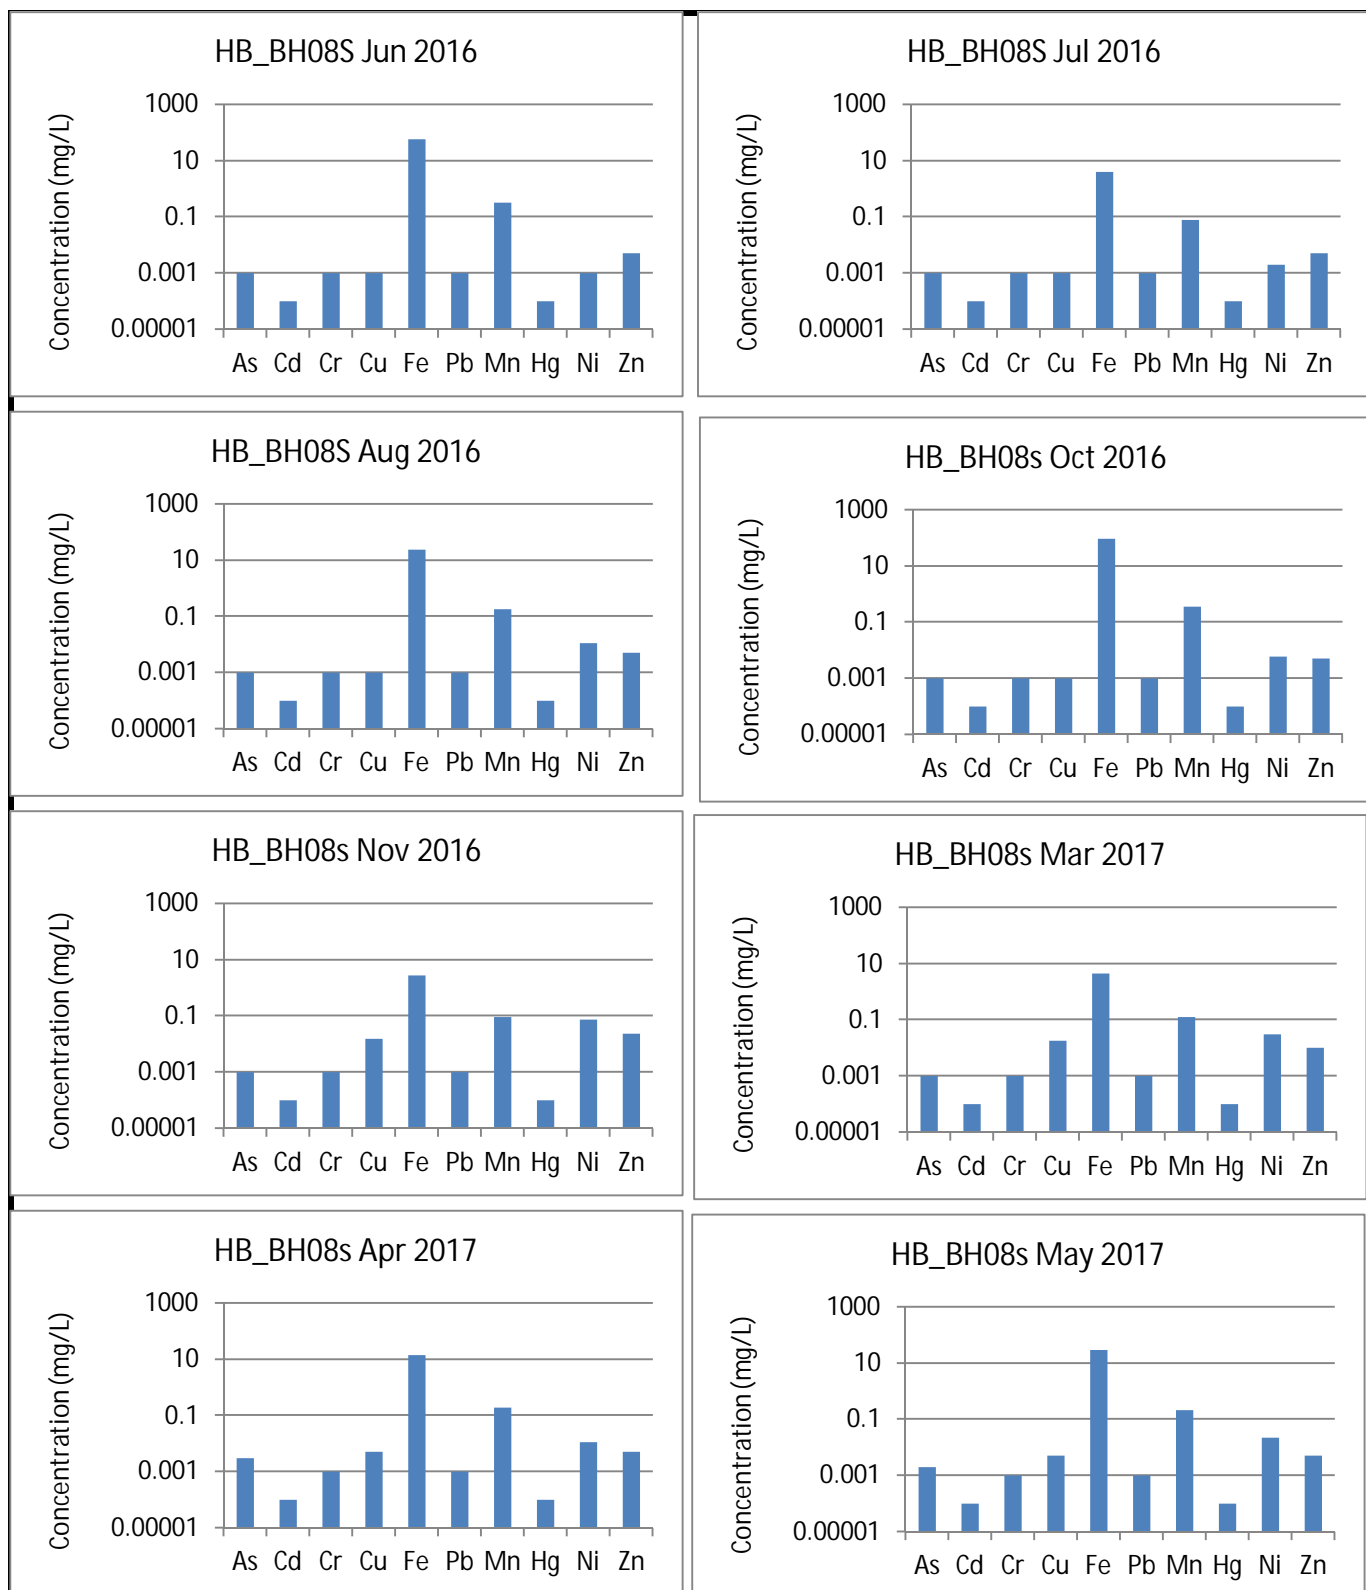 HB_BH08S Jun 2016
Concentration (mg/L)
1000
10
0.1
0.001
0.00001
As Cd Cr Cu Fe Pb Mn Hg Ni Zn
HB_BH08S Jul 2016
Concentration (mg/L)
1000
10
0.1
0.001
0.00001
As Cd Cr Cu Fe Pb Mn Hg Ni Zn
HB_BH08S Aug 2016
Concentration (mg/L)
1000
10
0.1
0.001
0.00001
As Cd Cr Cu Fe Pb Mn Hg Ni Zn
HB_BH08s Oct 2016
Concentration (mg/L)
1000
10
0.1
0.001
0.00001
As Cd Cr Cu Fe Pb Mn Hg Ni Zn
HB_BH08s Nov 2016
Concentration (mg/L)
1000
10
0.1
0.001
0.00001
As Cd Cr Cu Fe Pb Mn Hg Ni Zn
HB_BH08s Mar 2017
Concentration (mg/L)
1000
10
0.1
0.001
0.00001
As Cd Cr Cu Fe Pb Mn Hg Ni Zn
HB_BH08s Apr 2017
Concentration (mg/L)
1000
10
0.1
0.001
0.00001
As Cd Cr Cu Fe Pb Mn Hg Ni Zn
HB_BH08s May 2017
Concentration (mg/L)
1000
10
0.1
0.001
0.00001
As Cd Cr Cu Fe Pb Mn Hg Ni Zn